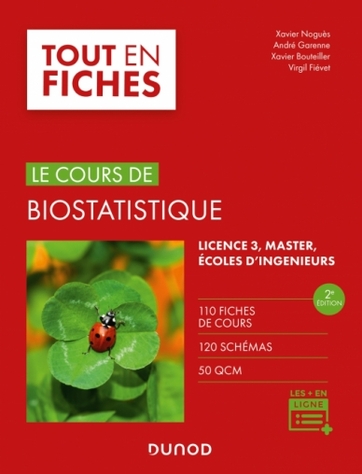 Xavier Noguès
André Garenne
Xavier Bouteiller
Virgil Fiévet
TOUT EN
FICHES
LE COURS DE
BIOSTATISTIQUE
LICENCE 3, MASTER,
ÉCOLES D'INGENIEURS
2e
ÉDITION
110 FICHES
DE COURS
120 SCHÉMAS
50 QCM
LES + EN
LIGNE
DUNOD